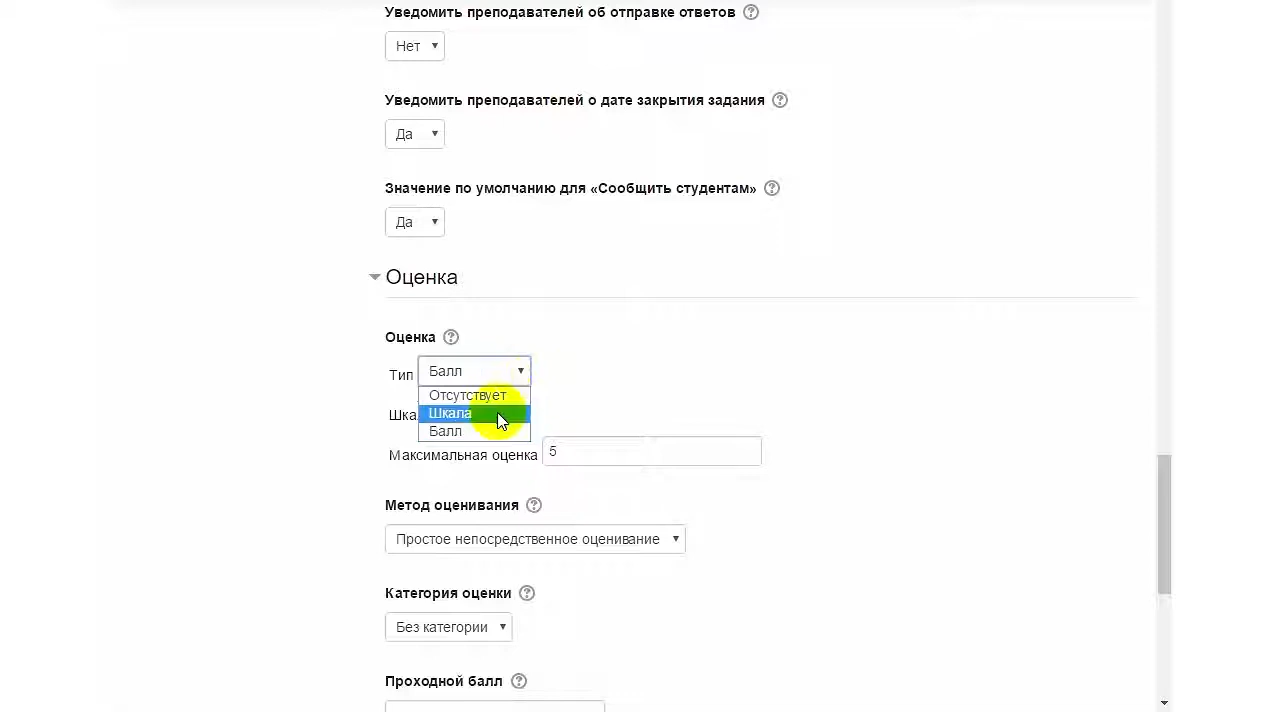 Уведомить преподавателей об отправке ответов
Нет
Уведомить преподавателей о дате закрытия задания
Да
Значение по умолчанию для «Сообщить студентам»
Да
Оценка
Оценка
Тип Балл
Отсутствует
Шкала
Балл
Шка
Максимальная оценка 5
Метод оценивания
Простое непосредственное оценивание
Категория оценки
Без категории
Проходной балл